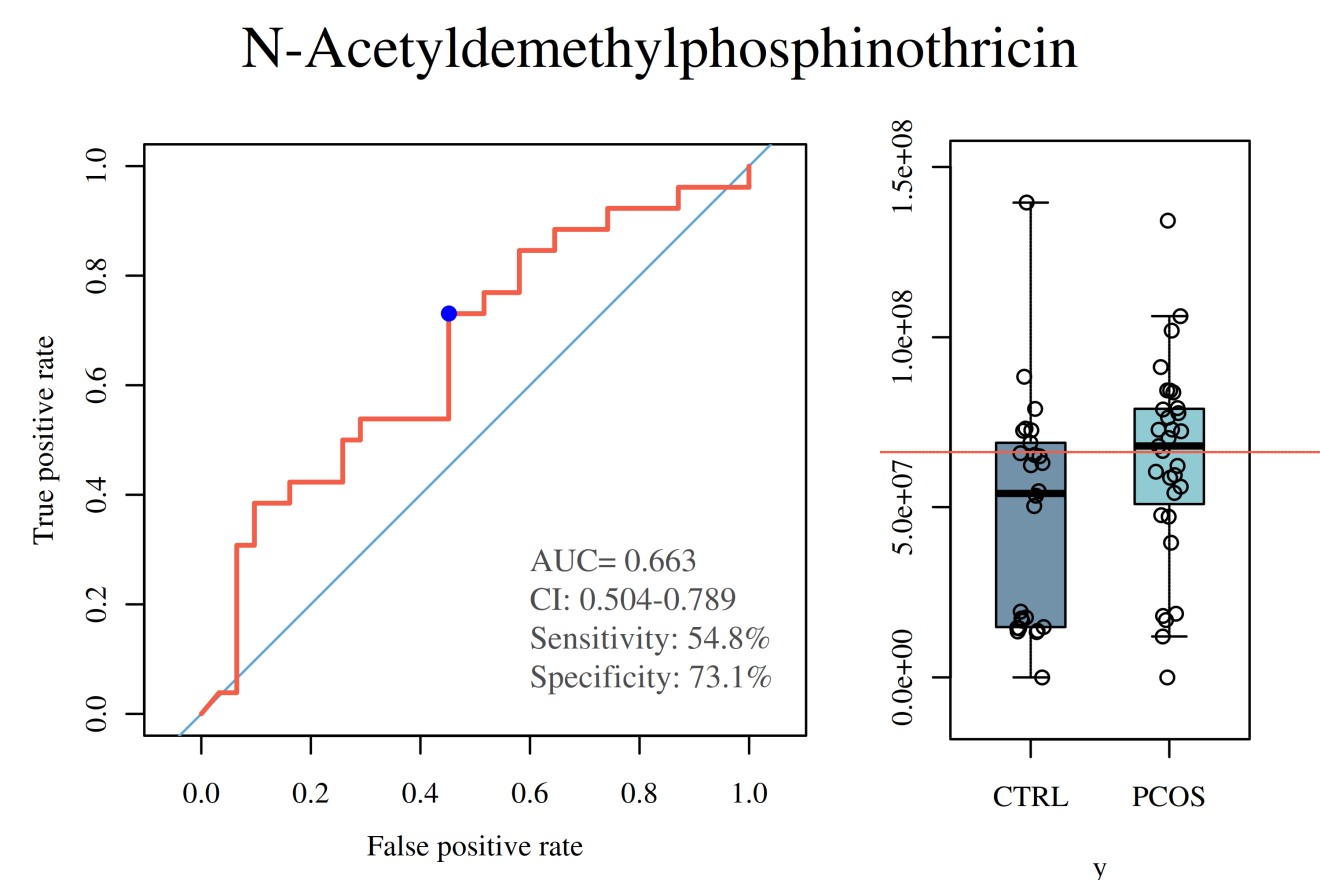 N-Acetyldemethylphosphinothricin
True positive rate
1.0
0.8
0.6
0.4
0.2
0.0
AUC= 0.663
CI: 0.504-0.789
Sensitivity: 54.8%
Specificity: 73.1%
0.0 0.2 0.4 0.6 0.8 1.0
False positive rate
1.5e+08
1.0e+08
5.0e+07
0.0e+00
CTRL PCOS
y